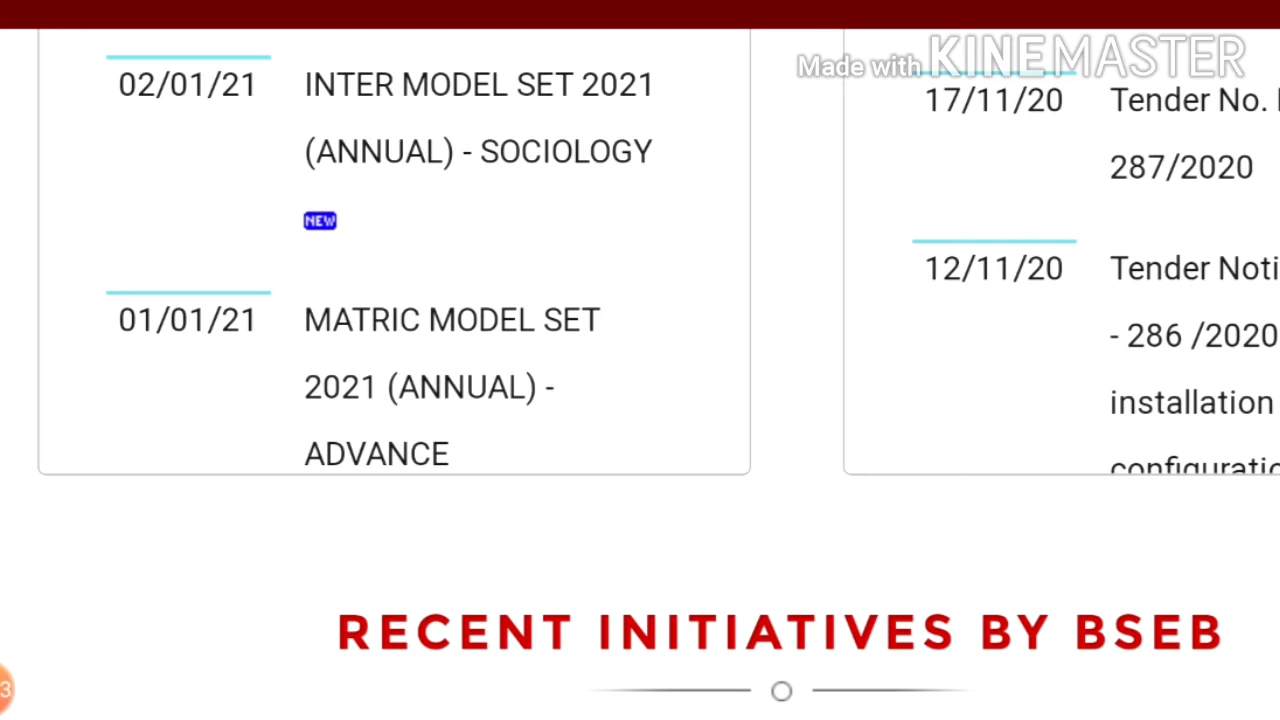 Made with KINEMASTER
02/01/21 INTER MODEL SET 2021
(ANNUAL) - SOCIOLOGY
NEW
01/01/21 MATRIC MODEL SET
2021 (ANNUAL) -
ADVANCE
17/11/20 Tender No.
287/2020
12/11/20 Tender Noti
- 286 /2020
installation
configuratio
RECENT INITIATIVES BY BSEB
3